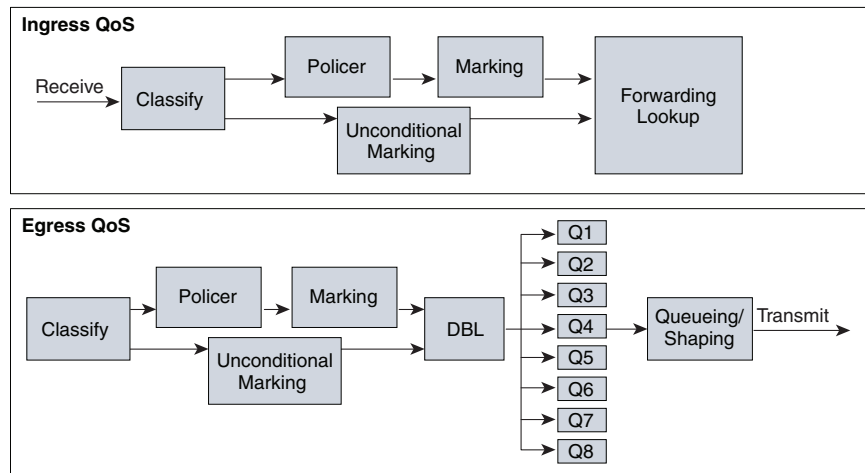 Ingress QoS
Receive
Classify
Policer
Marking
Unconditional
Marking
Forwarding
Lookup
Egress QoS
Classify
Policer
Marking
Unconditional
Marking
DBL
Q1
Q2
Q3
Q4
Q5
Q6
Q7
Q8
Queueing/
Shaping
Transmit